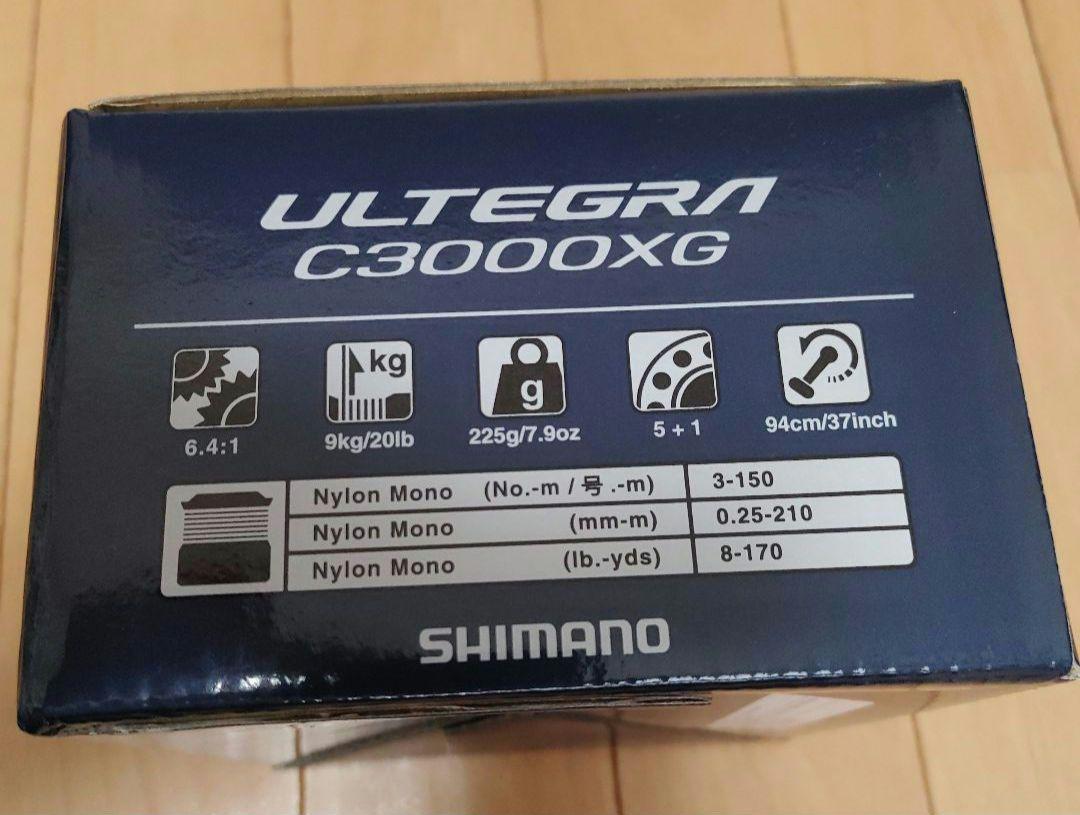 ULTEGRA
C3000XG
kg
g
6.4:1
9kg/20lb
225g/7.9oz
5+1
94cm/37inch
Nylon Mono (No.-m / 号.-m) 3-150
Nylon Mono (mm-m) 0.25-210
Nylon Mono (lb.-yds) 8-170
SHIMANO